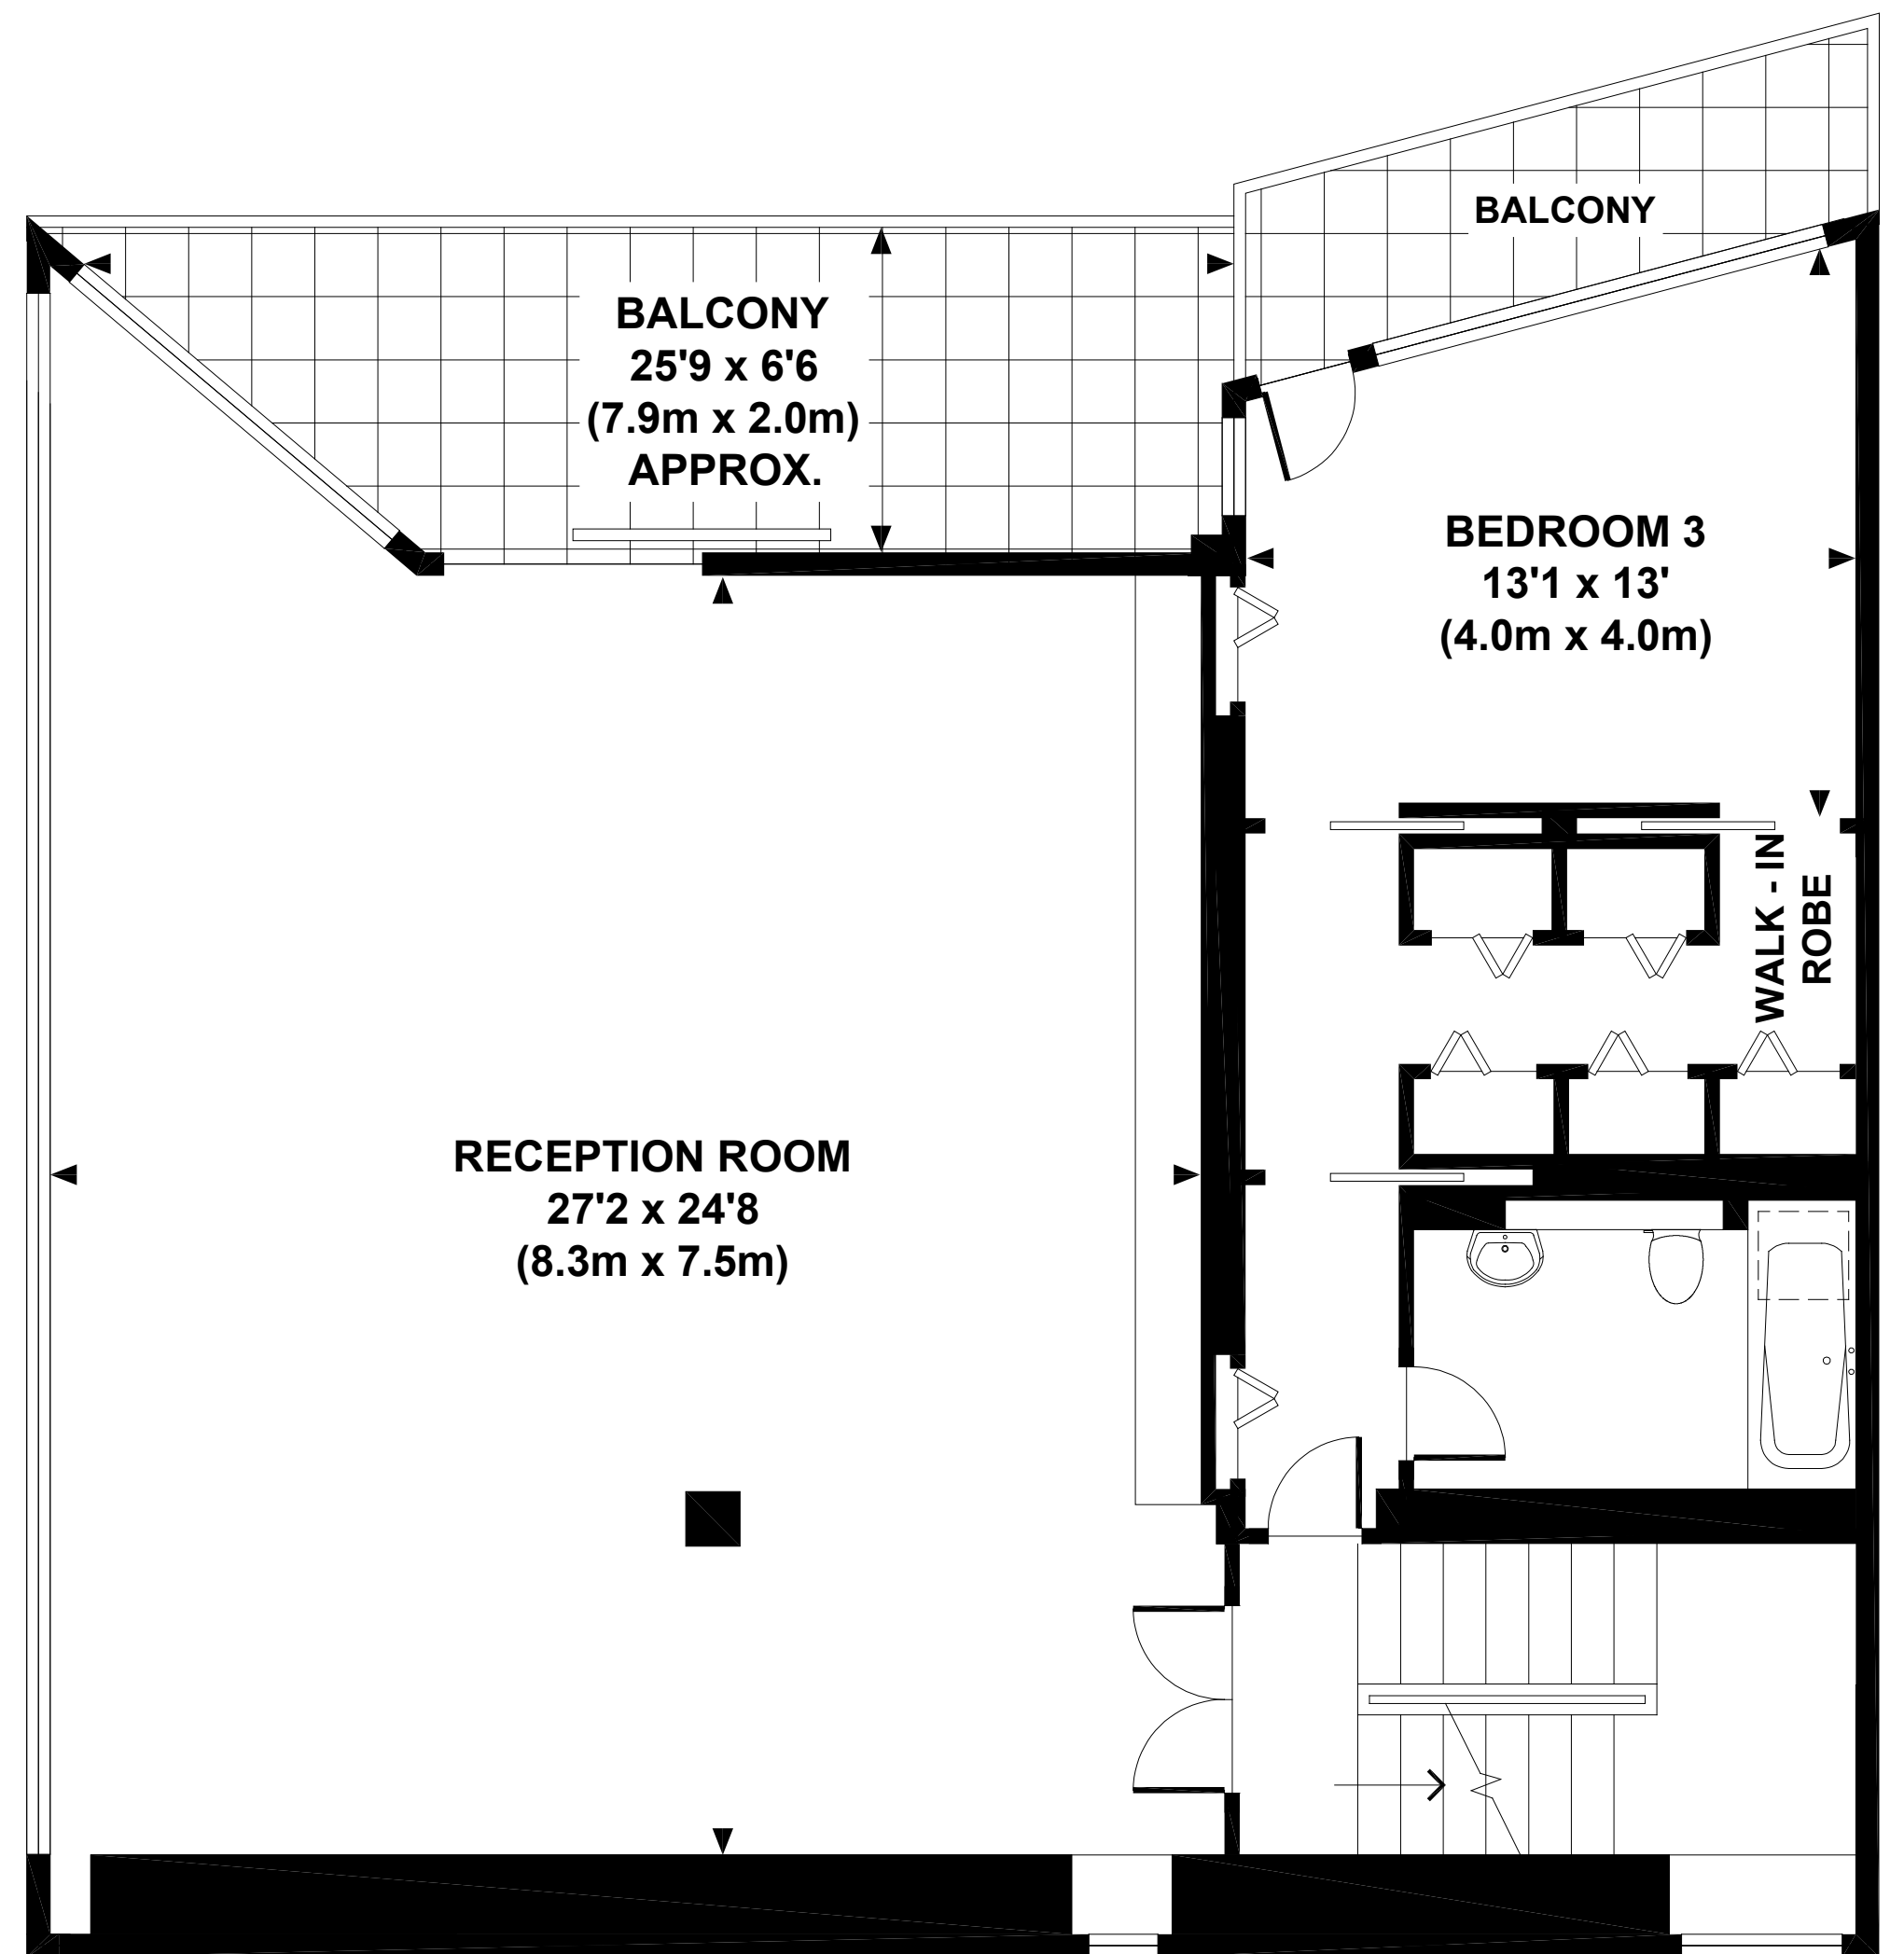 BALCONY
BALCONY
25'9 x 6'6
(7.9m x 2.0m)
APPROX.
BEDROOM 3
13'1 x 13'
(4.0m x 4.0m)
WALK - IN
ROBE
RECEPTION ROOM
27'2 x 24'8
(8.3m x 7.5m)